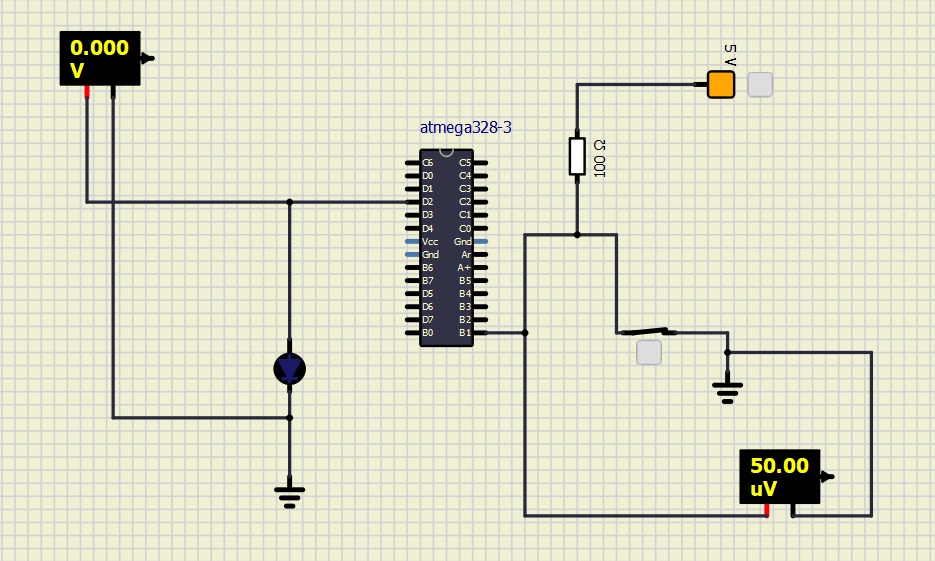 0.000
V
5 V
atmega328-3
100 Ω
C6 C5
D0 C4
D1 C3
D2 C2
D3 C1
D4 C0
Vcc Gnd
Gnd Ar
B6 A+
B7 B5
D5 B4
D6 B3
D7 B2
B0 B1
50.00
uV